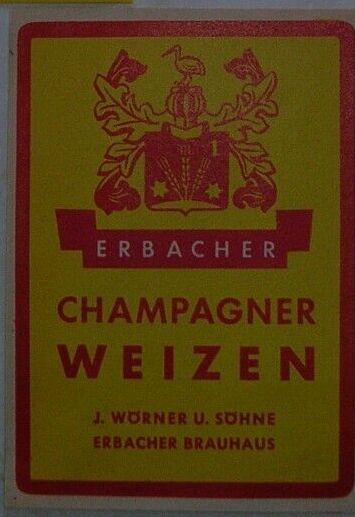 ERBACHER
CHAMPAGNER
WEIZEN
J. WÖRNER U. SÖHNE
ERBACHER BRAUHAUS